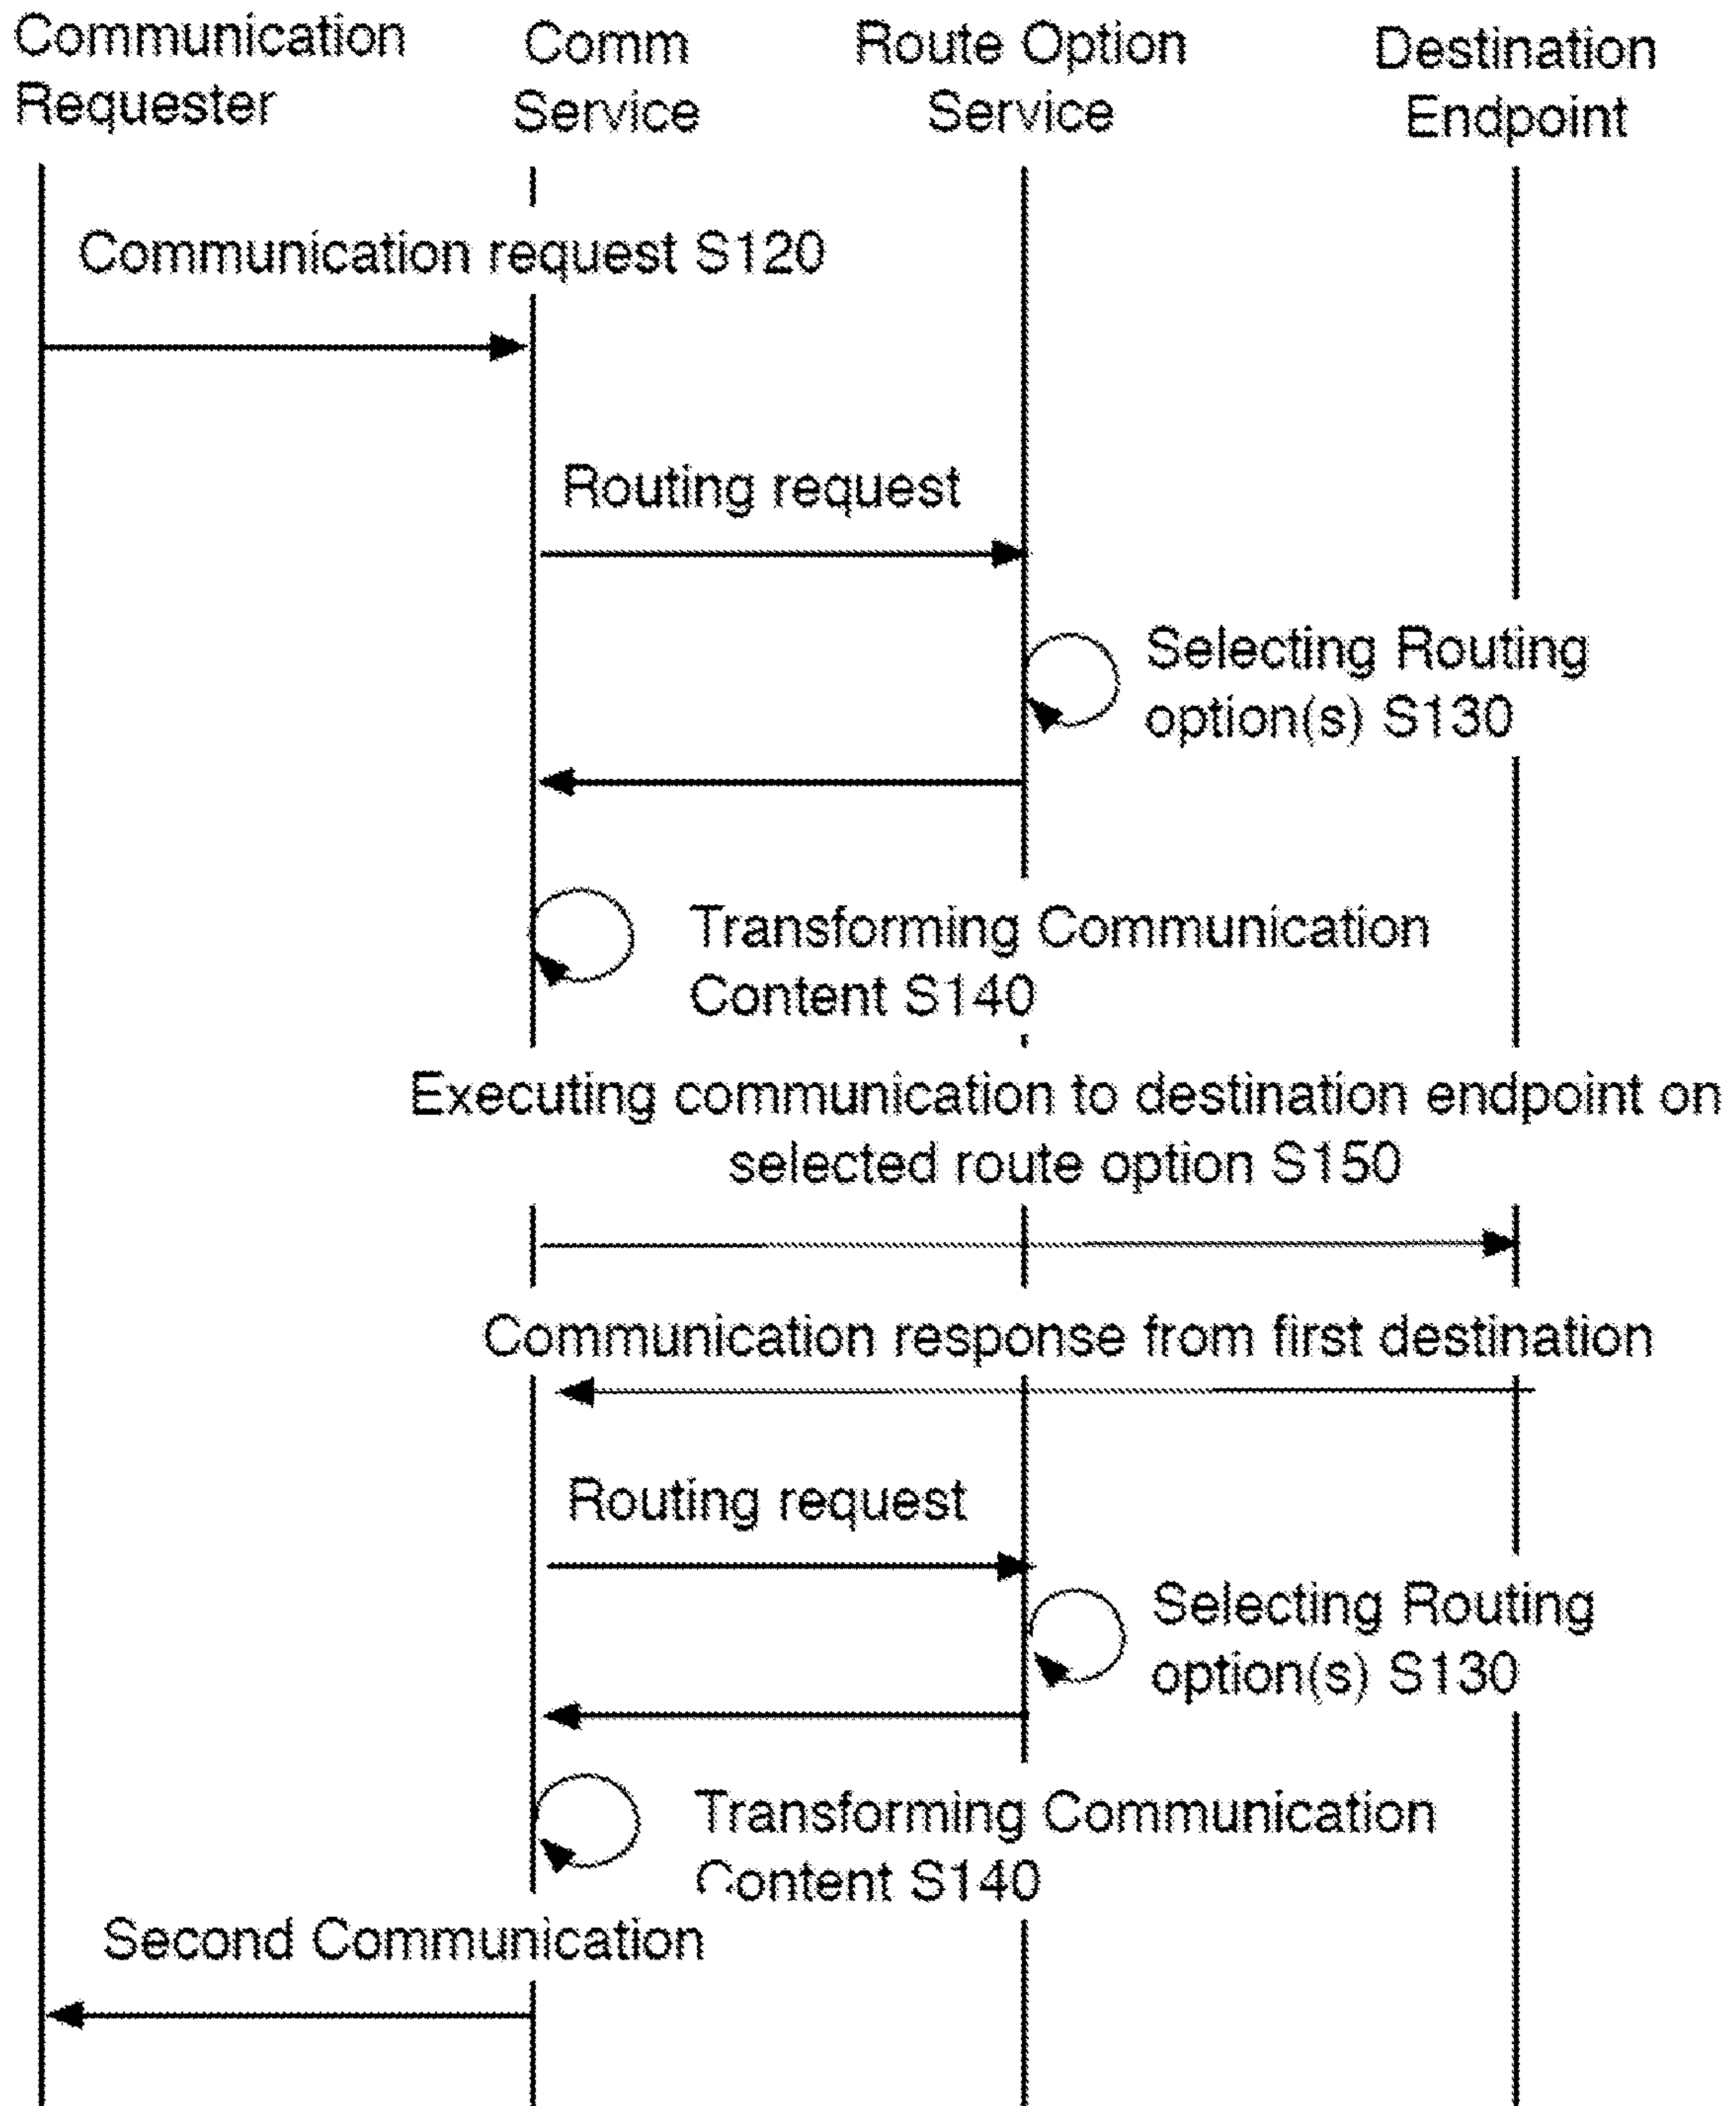 Communication
Requester
Comm
Service
Route Option
Service
Destination
Endpoint
Communication request S120
Routing request
Selecting Routing
option(s) S130
Transforming Communication
Content S140
Executing communication to destination endpoint on
selected route option S150
Communication response from first destination
Routing request
Selecting Routing
option(s) S130
Transforming Communication
Content S140
Second Communication